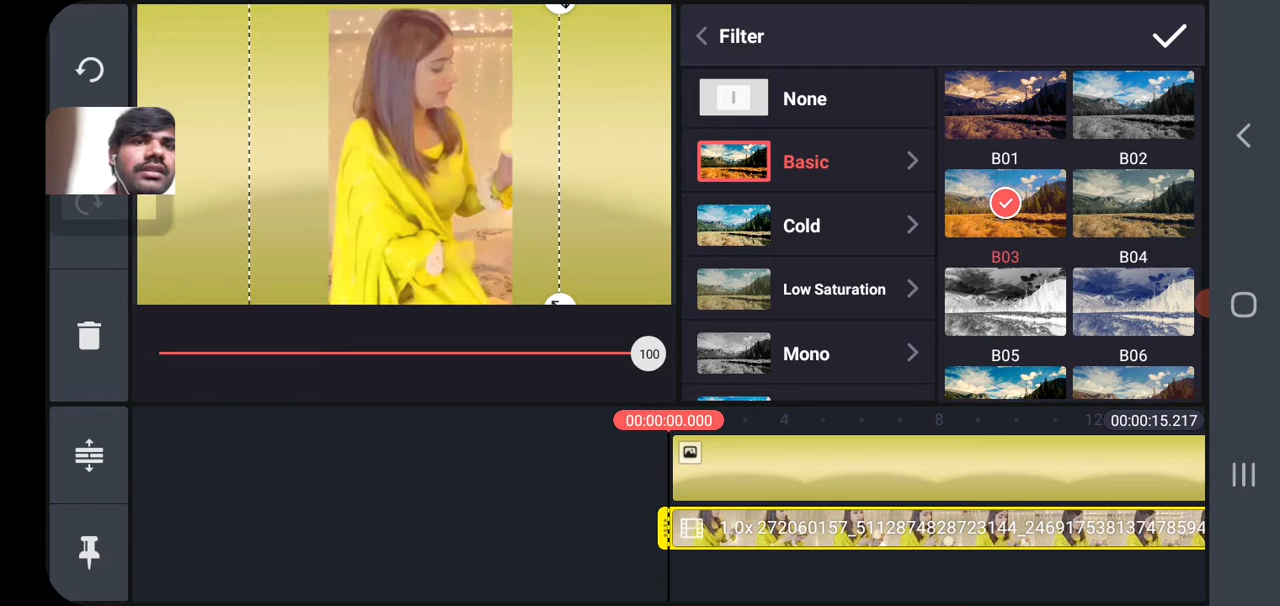 Filter
None
Basic
Cold
Low Saturation
Mono
B01
B02
B03
B04
B05
B06
100
00:00:00.000
4
8
12
00:00:15.217
1.0x 272060157_5112874828723144_246917538137478594